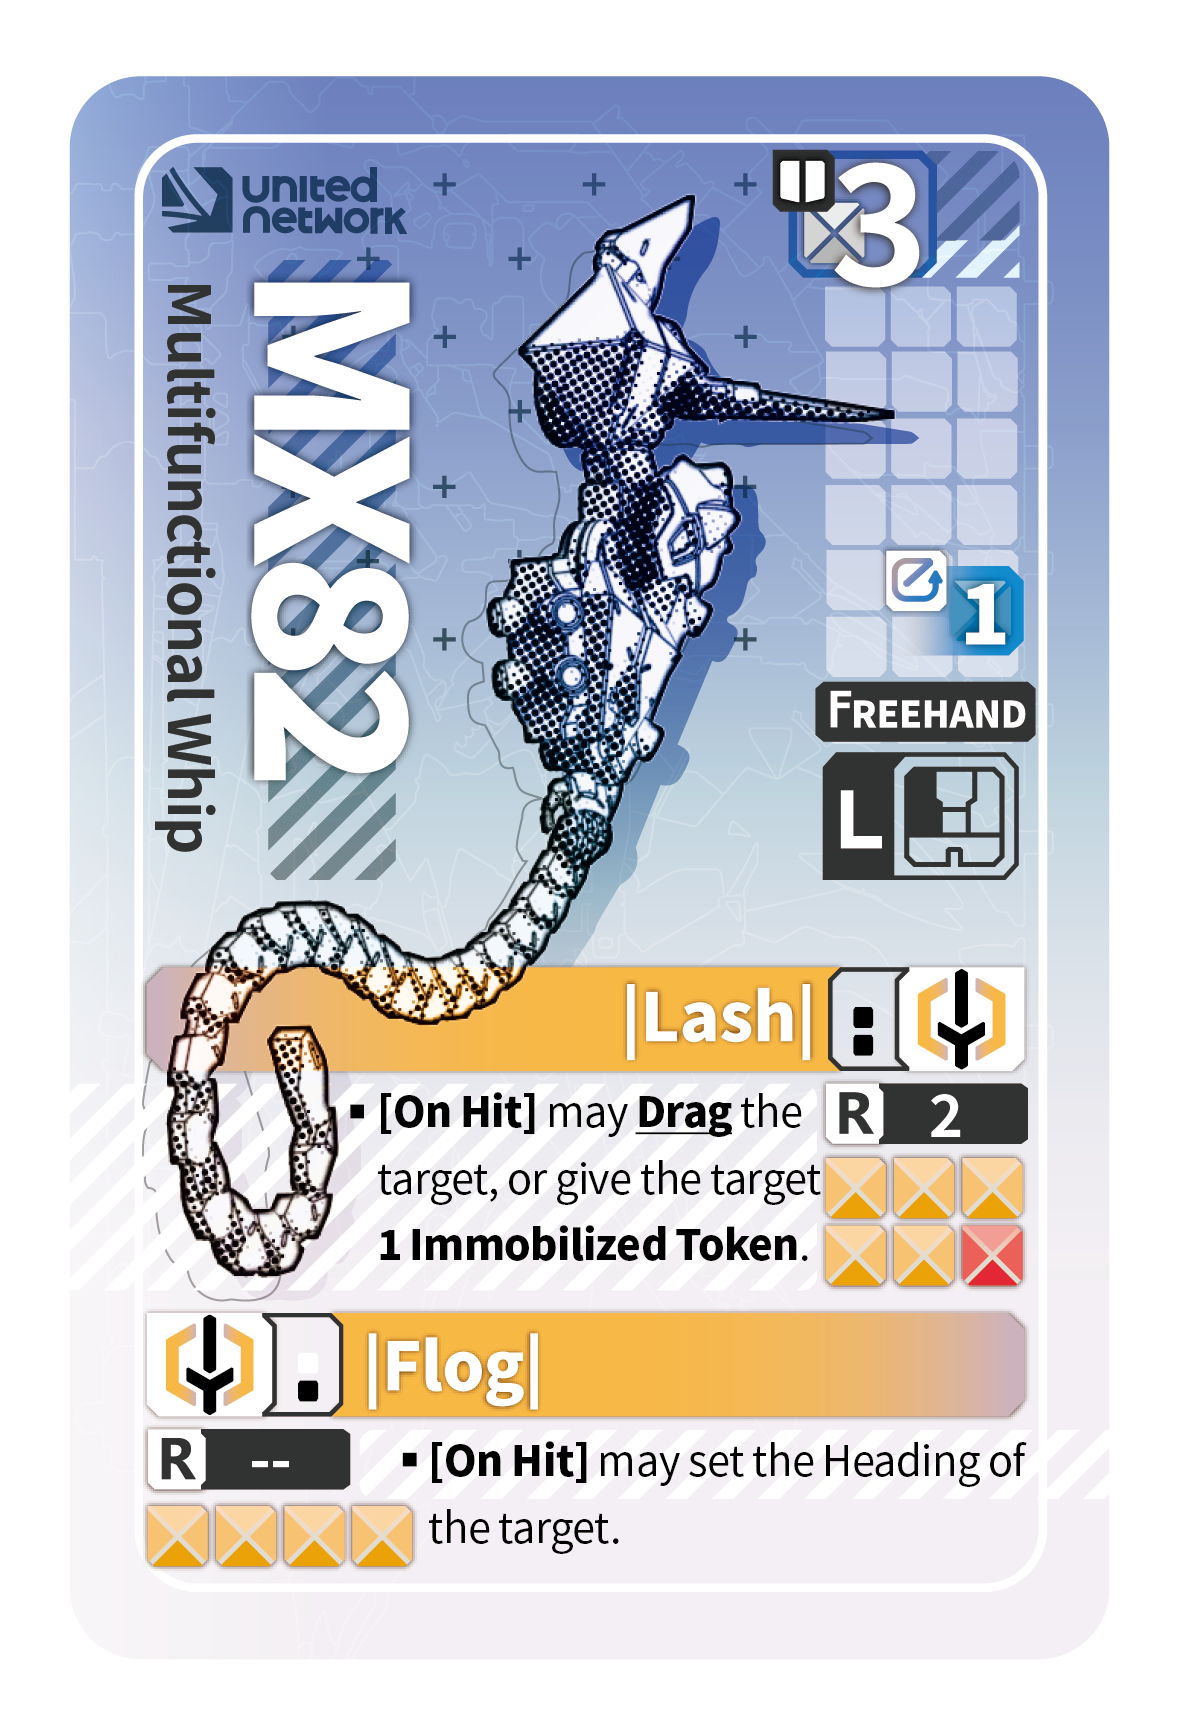 UNITED
NETWORK
3
Multifunctional Whip
MX82
1
FREEHAND
L
|Lash|
▪ [On Hit] may Drag the
target, or give the target
1 Immobilized Token.
R 2
|Flog|
R --
▪ [On Hit] may set the Heading of
the target.